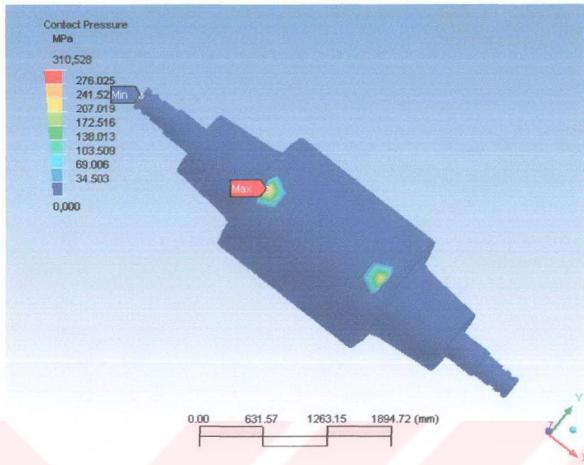 Contact Pressure
MPa
310,528
276.025
241.52
207.019
172.516
138.013
103.509
69.006
34.503
0,000
Min
Max
0.00 631.57 1263.15 1894.72 (mm)
Y
Z
X